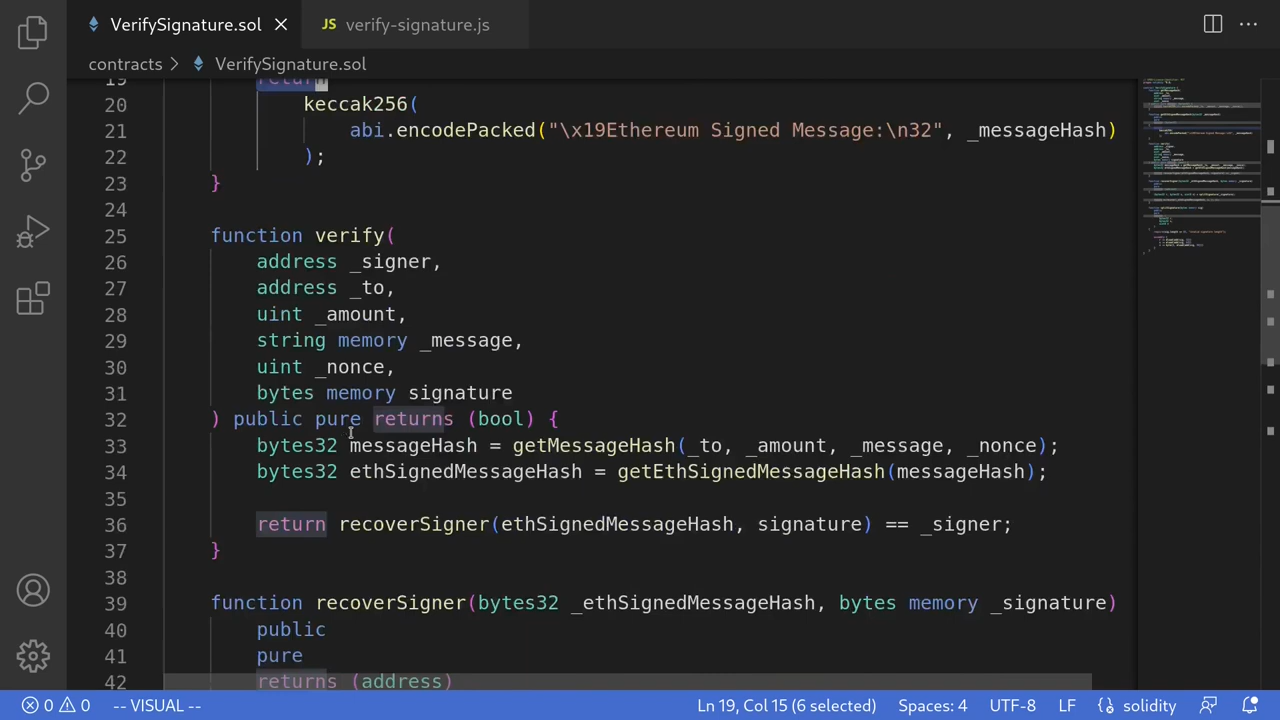 VerifySignature.sol
JS verify-signature.js
contracts > VerifySignature.sol
19 return
20 keccak256(
21 abi.encodePacked("\x19Ethereum Signed Message:\n32", _messageHash)
22 );
23 }
24
25 function verify(
26 address _signer,
27 address _to,
28 uint _amount,
29 string memory _message,
30 uint _nonce,
31 bytes memory signature
32 ) public pure returns (bool) {
33 bytes32 messageHash = getMessageHash(_to, _amount, _message, _nonce);
34 bytes32 ethSignedMessageHash = getEthSignedMessageHash(messageHash);
35
36 return recoverSigner(ethSignedMessageHash, signature) == _signer;
37 }
38
39 function recoverSigner(bytes32 _ethSignedMessageHash, bytes memory _signature)
40 public
41 pure
42 returns (address)
0 0 -- VISUAL -- Ln 19, Col 15 (6 selected) Spaces: 4 UTF-8 LF solidity